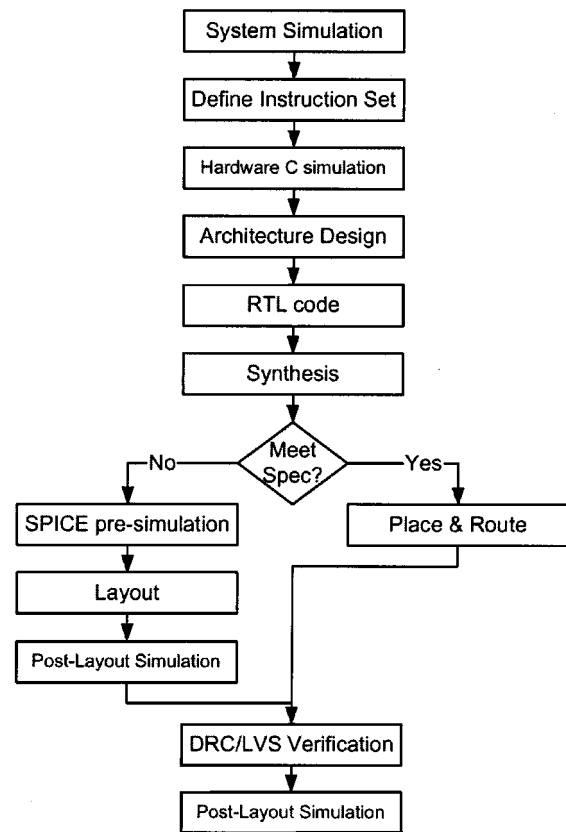 System Simulation
Define Instruction Set
Hardware C simulation
Architecture Design
RTL code
Synthesis
Meet
Spec?
No
Yes
SPICE pre-simulation
Place & Route
Layout
Post-Layout Simulation
DRC/LVS Verification
Post-Layout Simulation